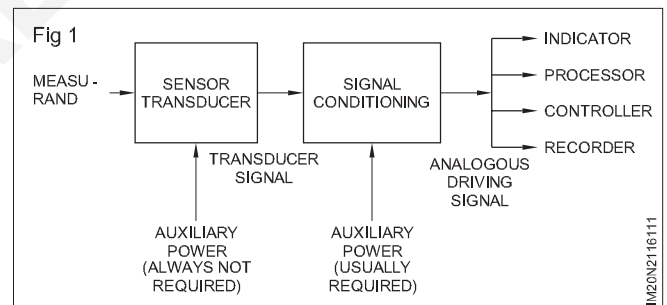 Fig 1
MEASU -
RAND
SENSOR
TRANSDUCER
SIGNAL
CONDITIONING
INDICATOR
PROCESSOR
CONTROLLER
RECORDER
TRANSDUCER
SIGNAL
ANALOGOUS
DRIVING
SIGNAL
AUXILIARY
POWER
(ALWAYS NOT
REQUIRED)
AUXILIARY
POWER
(USUALLY
REQUIRED)
IM20N2116111